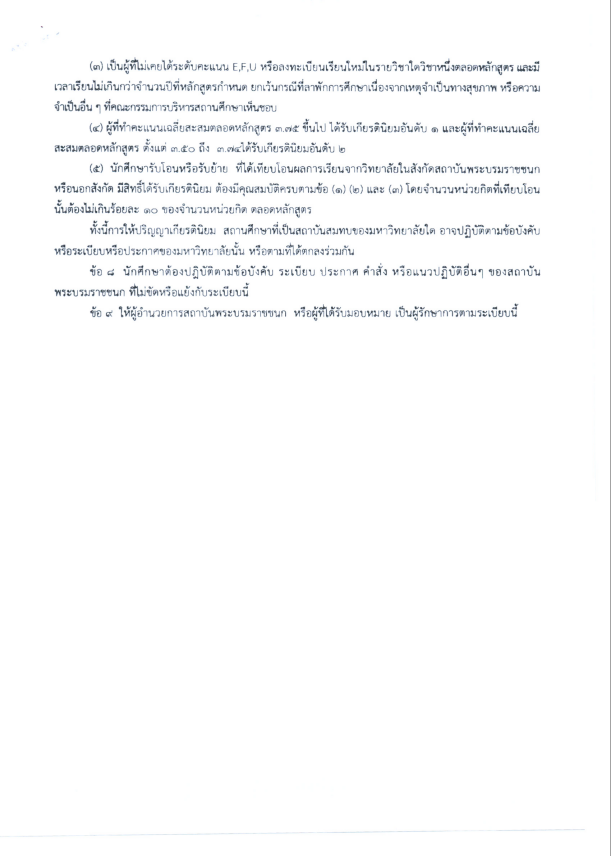 (๓) เป็นผู้ที่ไม่เคยได้ระดับคะแนน E,F,U หรือลงทะเบียนเรียนใหม่ในรายวิชาใดวิชาหนึ่งตลอดหลักสูตร และมี
เวลาเรียนไม่เกินกว่าจำนวนปีที่หลักสูตรกำหนด ยกเว้นกรณีที่ลาพักการศึกษาเนื่องจากเหตุจำเป็นทางสุขภาพ หรือความ
จำเป็นอื่น ๆ ที่คณะกรรมการบริหารสถานศึกษาเห็นชอบ
(๔) ผู้ที่ทำคะแนนเฉลี่ยสะสมตลอดหลักสูตร ๓.๗๕ ขึ้นไป ได้รับเกียรตินิยมอันดับ ๑ และผู้ที่ทำคะแนนเฉลี่ย
สะสมตลอดหลักสูตร ตั้งแต่ ๓.๕๐ ถึง ๓.๗๔ได้รับเกียรตินิยมอันดับ ๒
(๕) นักศึกษารับโอนหรือรับย้าย ที่ได้เทียบโอนผลการเรียนจากวิทยาลัยในสังกัดสถาบันพระบรมราชชนก
หรือนอกสังกัด มีสิทธิ์ได้รับเกียรตินิยม ต้องมีคุณสมบัติครบตามข้อ (๑) (๒) และ (๓) โดยจำนวนหน่วยกิตที่เทียบโอน
นั้นต้องไม่เกินร้อยละ ๑๐ ของจำนวนหน่วยกิต ตลอดหลักสูตร
ทั้งนี้การให้ปริญญาเกียรตินิยม สถานศึกษาที่เป็นสถาบันสมทบของมหาวิทยาลัยใด อาจปฏิบัติตามข้อบังคับ
หรือระเบียบหรือประกาศของมหาวิทยาลัยนั้น หรือตามที่ได้ตกลงร่วมกัน
ข้อ ๘ นักศึกษาต้องปฏิบัติตามข้อบังคับ ระเบียบ ประกาศ คำสั่ง หรือแนวปฏิบัติอื่นๆ ของสถาบัน
พระบรมราชชนก ที่ไม่ขัดหรือแย้งกับระเบียบนี้
ข้อ ๙ ให้ผู้อำนวยการสถาบันพระบรมราชชนก หรือผู้ที่ได้รับมอบหมาย เป็นผู้รักษาการตามระเบียบนี้